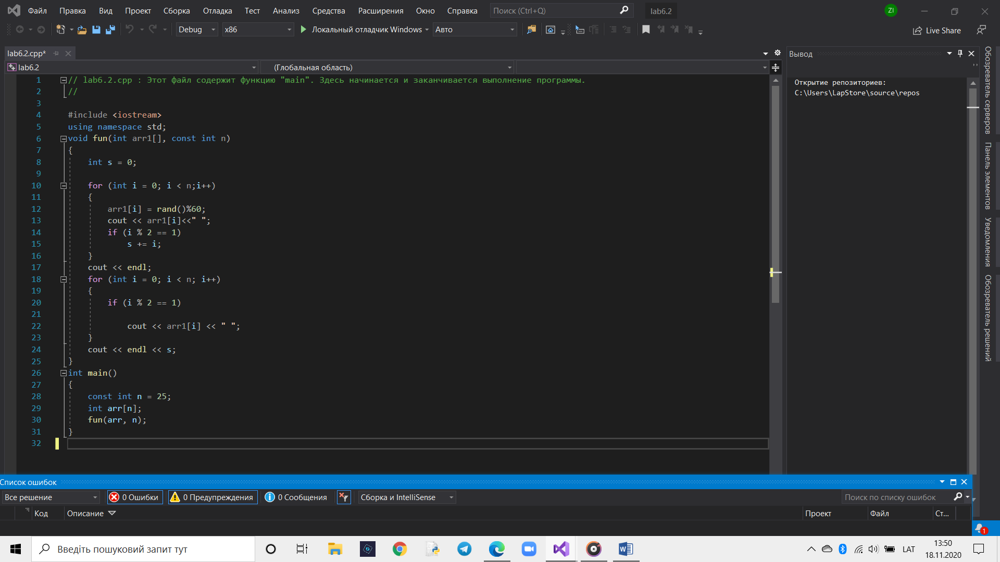 Файл Правка Вид Проект Сборка Отладка Тест Анализ Средства Расширения Окно Справка Поиск (Ctrl+Q) lab6.2 ZI
Debug x86 Локальный отладчик Windows Авто Live Share
lab6.2.cpp*
lab6.2 (Глобальная область)
1 // lab6.2.cpp : Этот файл содержит функцию "main". Здесь начинается и заканчивается выполнение программы.
2 //
3
4 #include <iostream>
5 using namespace std;
6 void fun(int arr1[], const int n)
7 {
8 int s = 0;
9
10 for (int i = 0; i < n;i++)
11 {
12 arr1[i] = rand()%60;
13 cout << arr1[i]<<" ";
14 if (i % 2 == 1)
15 s += i;
16 }
17 cout << endl;
18 for (int i = 0; i < n; i++)
19 {
20 if (i % 2 == 1)
21
22 cout << arr1[i] << " ";
23 }
24 cout << endl << s;
25 }
26 int main()
27 {
28 const int n = 25;
29 int arr[n];
30 fun(arr, n);
31 }
32
Вывод
Открытие репозиториев:
C:\Users\LapStore\source\repos
Обозреватель серверов
Панель элементов
Уведомления
Обозреватель решений
Список ошибок
Все решение 0 Ошибки 0 Предупреждения 0 Сообщения Сборка и IntelliSense Поиск по списку ошибок
Код Описание Проект Файл Ст...
1
Введіть пошуковий запит тут
LAT
13:50
18.11.2020